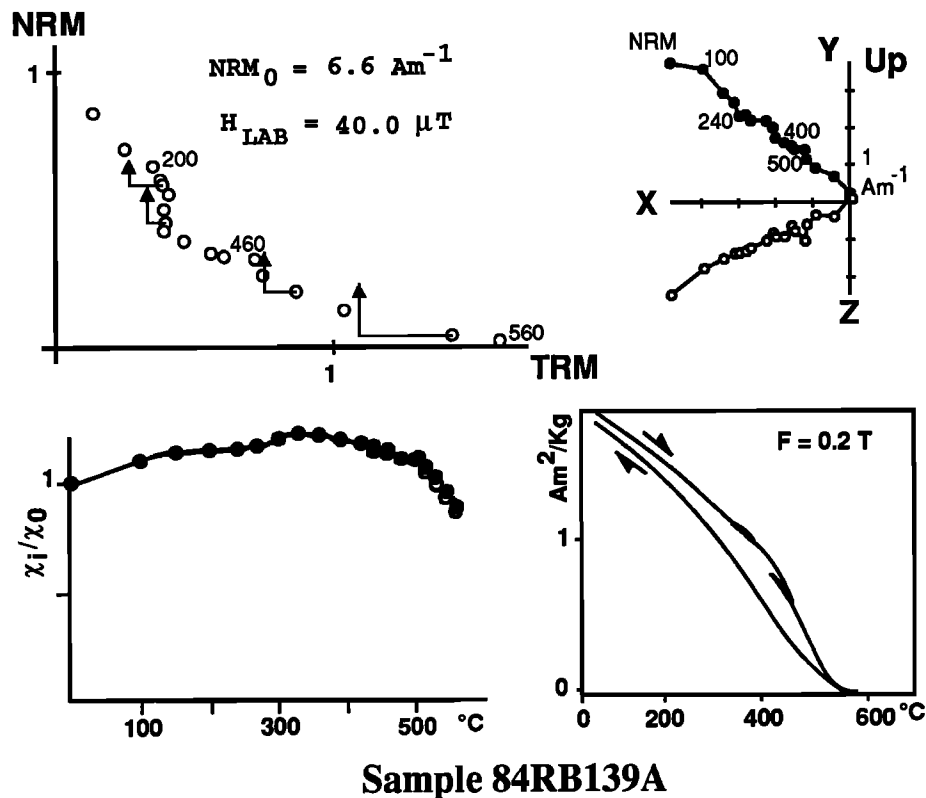 NRM
1
NRM₀ = 6.6 Am⁻¹
H_LAB = 40.0 μT
200
460
560
1
TRM
NRM
100
Y Up
240
400
500
1
Am⁻¹
X
Z
1
χi/χ0
100
300
500
°C
Am²/Kg
F = 0.2 T
1
0
0
200
400
600
°C
Sample 84RB139A